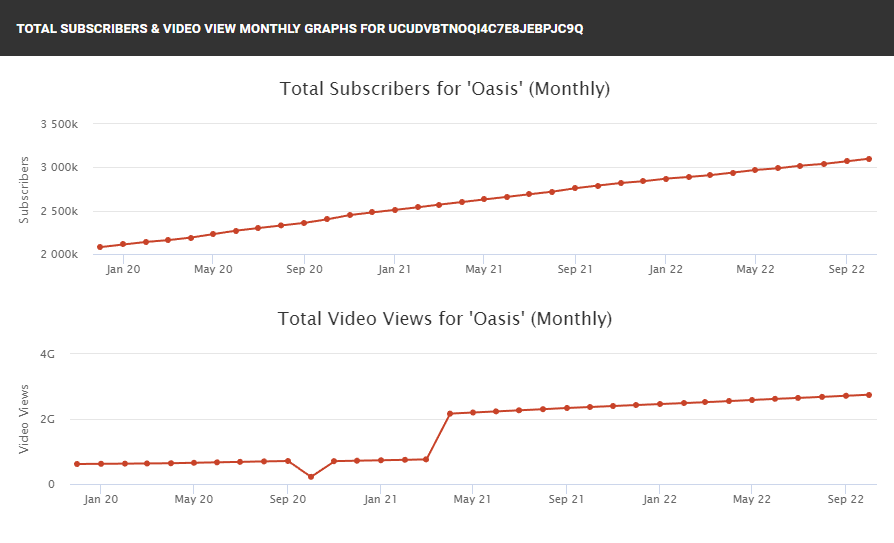 TOTAL SUBSCRIBERS & VIDEO VIEW MONTHLY GRAPHS FOR UCUDVBTNOQI4C7E8JEBPJC9Q
Total Subscribers for 'Oasis' (Monthly)
Subscribers
3 500k
3 000k
2 500k
2 000k
Jan 20 May 20 Sep 20 Jan 21 May 21 Sep 21 Jan 22 May 22 Sep 22
Total Video Views for 'Oasis' (Monthly)
Video Views
4G
2G
0
Jan 20 May 20 Sep 20 Jan 21 May 21 Sep 21 Jan 22 May 22 Sep 22